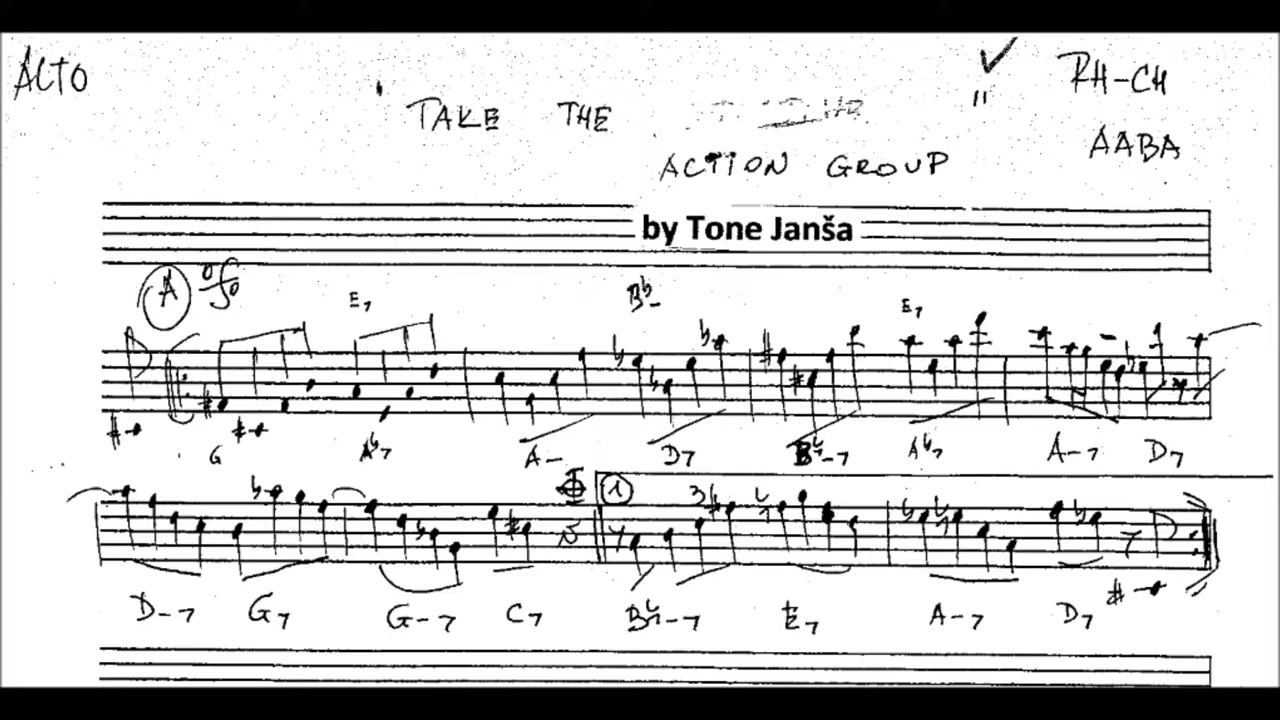 ALTO
RH-CH
TAKE THE
"
AABA
ACTION GROUP
by Tone Janša
A
E7 B♮- E7
G A♭7 A- D7 B♮-7 A♭7 A-7 D7
1
3
D-7 G7 G-7 C7 B♮-7 E7 A-7 D7